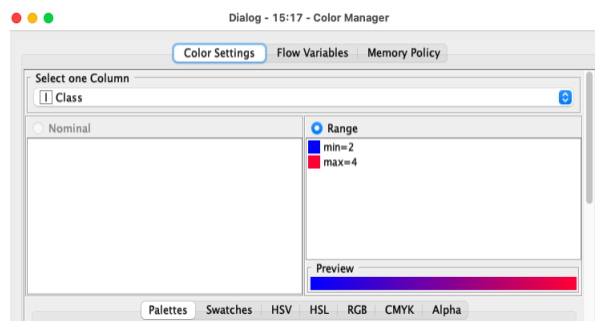 Dialog - 15:17 - Color Manager
Color Settings Flow Variables Memory Policy
Select one Column
I Class
Nominal
Range
min=2
max=4
Preview
Palettes Swatches HSV HSL RGB CMYK Alpha